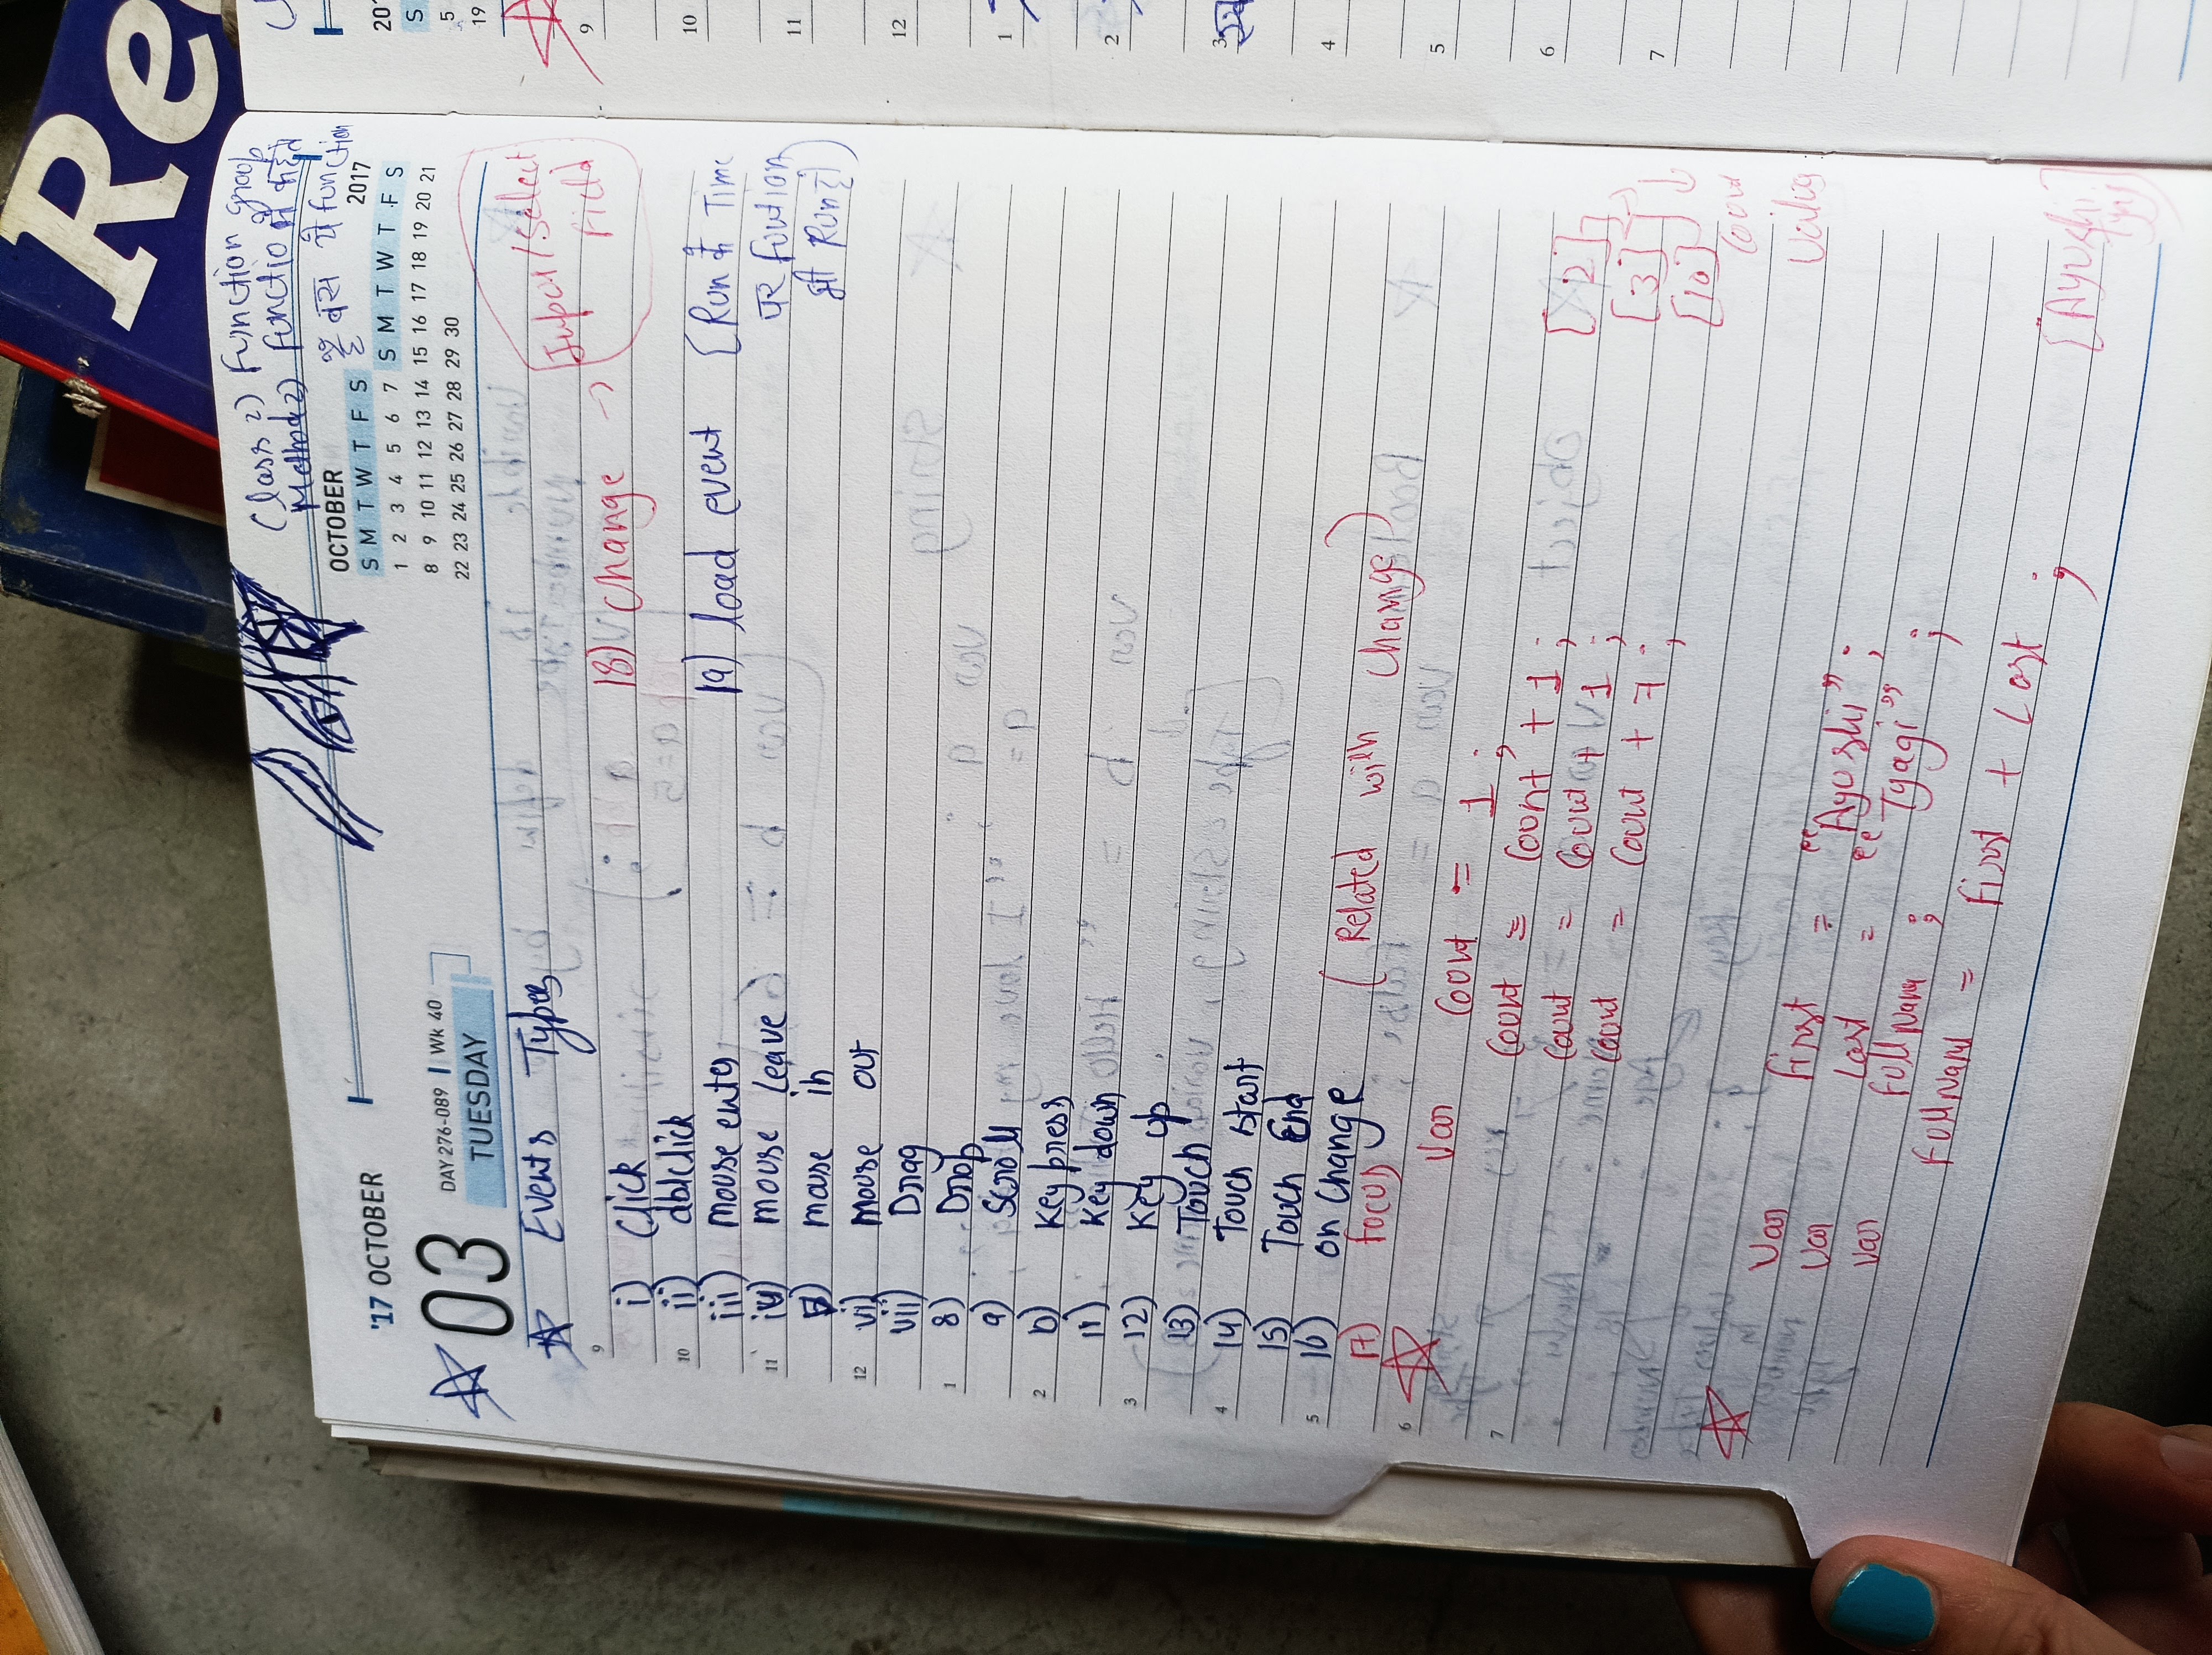 Re
Class 2) Function group
Method 2) Function में कहते
हैं बस ये function
'17 OCTOBER
03
DAY 276-089 | Wk 40
TUESDAY
OCTOBER 2017
S M T W T F S S M T W T F S
1 2 3 4 5 6 7
8 9 10 11 12 13 14 15 16 17 18 19 20 21
22 23 24 25 26 27 28 29 30
Events Types
i) Click
ii) dblclick
iii) mouse enter
iv) mouse leave
mouse in
vi) mouse out
vii) Drag
8) Drop
9) Scroll
10) Key press
11) Key down
12) Key up
13) Touch
14) Touch start
15) Touch End
16) on Change
17) focus (Related with change)
18) change → Input/Select
field
19) load event [Run के Time
पर Fountion
भी Run हो)
Var Count = 1;
Count = Count + 1; [2]
Count = Count + 1; [3]
Count = Count + 7; [10]
Count
Value
Var First = "Ayushi";
Var Last = "Tyagi";
Var FullName;
FullName = First + Last;
[Ayushi
Tyagi]
9
10
11
12
1
2
3
4
5
6
7
201
S
5
19
9
10
11
12
1
2
3
4
5
6
7